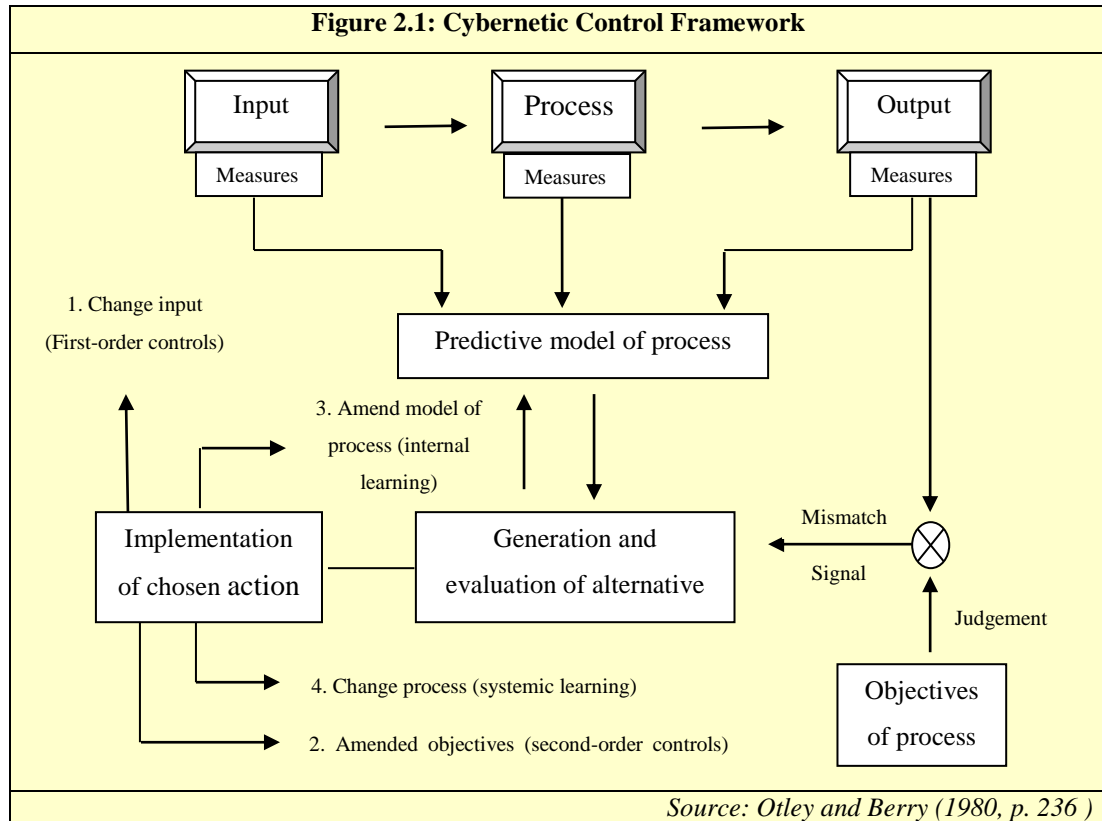 Figure 2.1: Cybernetic Control Framework
Input
Process
Output
Measures
Measures
Measures
1. Change input
(First-order controls)
Predictive model of process
3. Amend model of
process (internal
learning)
Implementation
of chosen action
Generation and
evaluation of alternative
Mismatch
Signal
Judgement
4. Change process (systemic learning)
2. Amended objectives (second-order controls)
Objectives
of process
Source: Otley and Berry (1980, p. 236 )